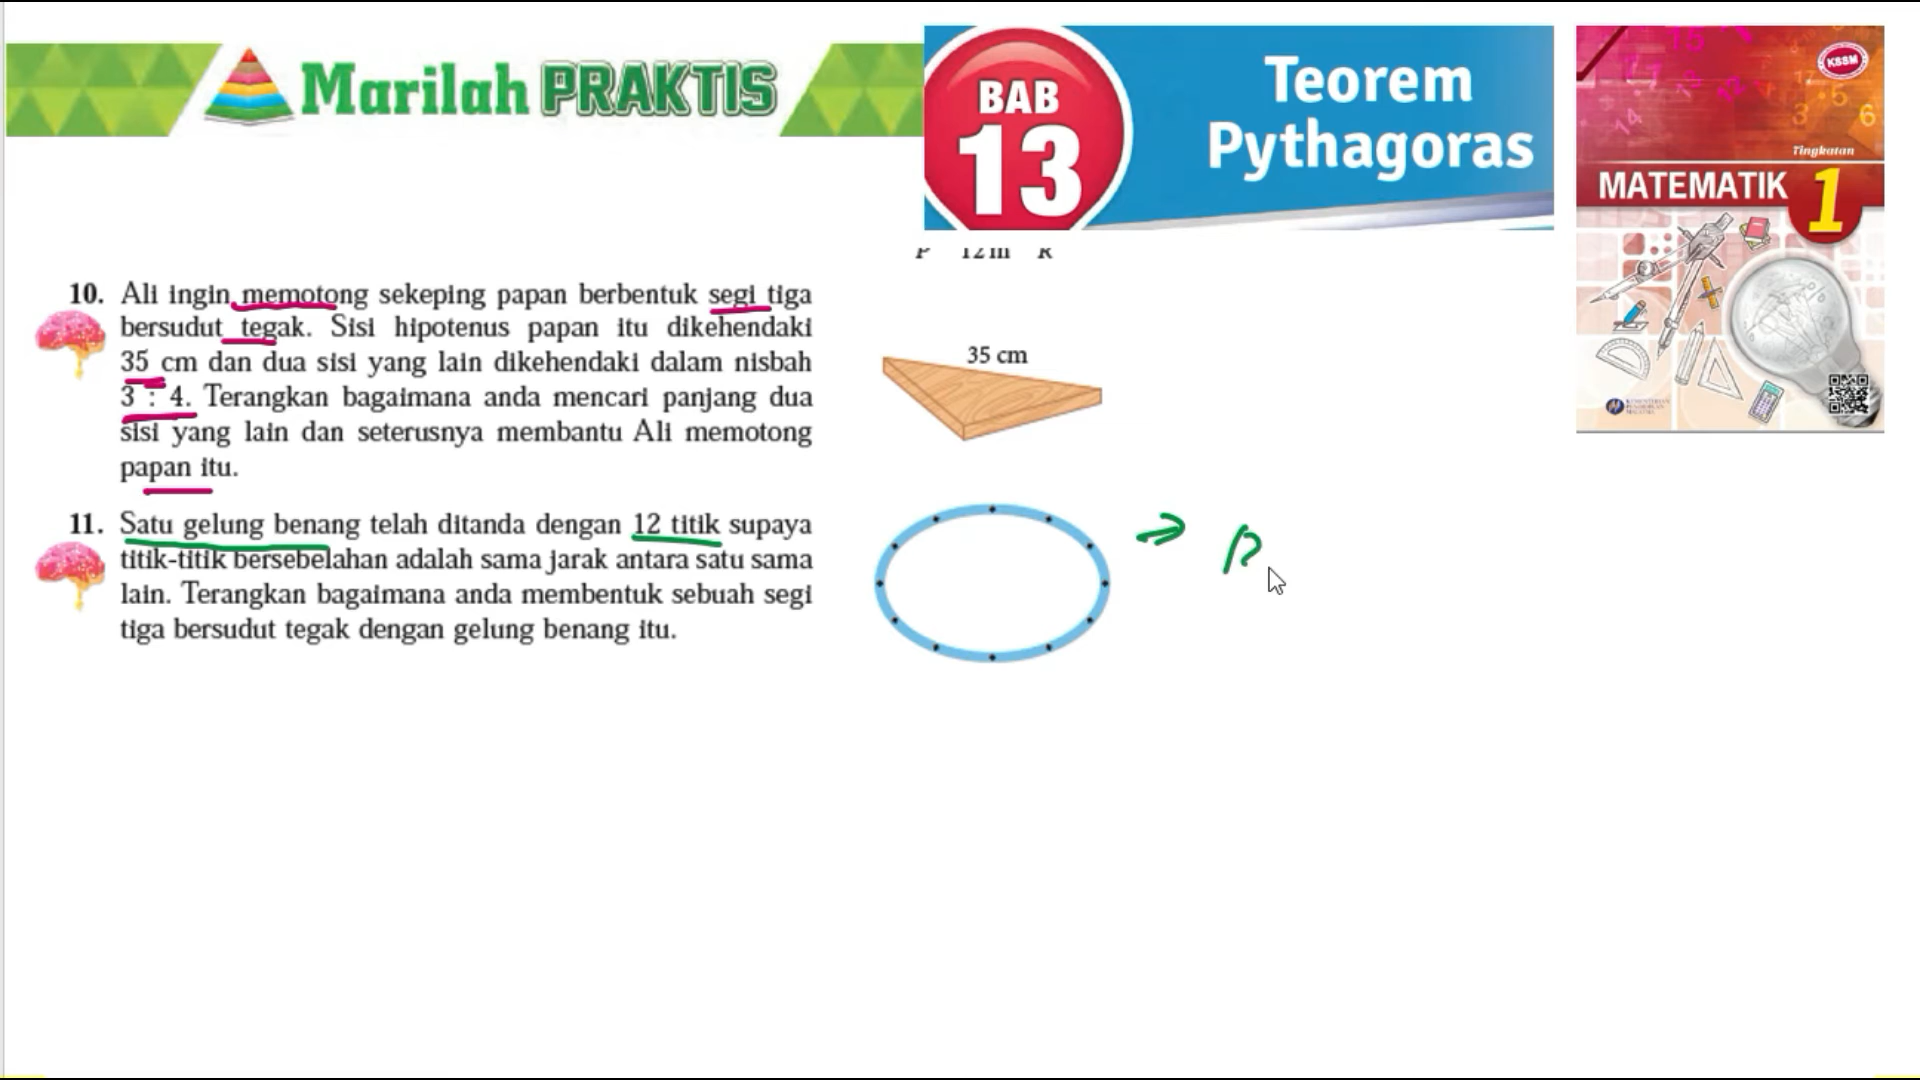 Marilah PRAKTIS
BAB
13
Teorem
Pythagoras
KSSM
Tingkatan
MATEMATIK 1
P 12 m R
10. Ali ingin memotong sekeping papan berbentuk segi tiga
bersudut tegak. Sisi hipotenus papan itu dikehendaki
35 cm dan dua sisi yang lain dikehendaki dalam nisbah
3 : 4. Terangkan bagaimana anda mencari panjang dua
sisi yang lain dan seterusnya membantu Ali memotong
papan itu.
35 cm
11. Satu gelung benang telah ditanda dengan 12 titik supaya
titik-titik bersebelahan adalah sama jarak antara satu sama
lain. Terangkan bagaimana anda membentuk sebuah segi
tiga bersudut tegak dengan gelung benang itu.